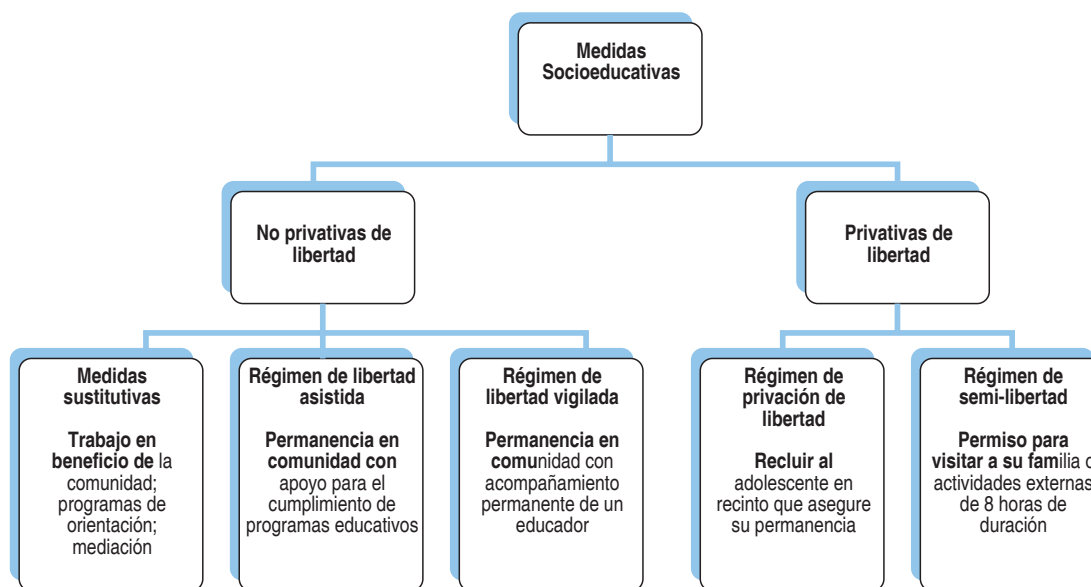 Medidas
Socioeducativas
No privativas de
libertad
Privativas de
libertad
Medidas
sustitutivas
Trabajo en
beneficio de la
comunidad;
programas de
orientación;
mediación
Régimen de libertad
asistida
Permanencia en
comunidad con
apoyo para el
cumplimiento de
programas educativos
Régimen de
libertad vigilada
Permanencia en
comunidad con
acompañamiento
permanente de un
educador
Régimen de
privación de
libertad
Recluir al
adolescente en
recinto que asegure
su permanencia
Régimen de
semi-libertad
Permiso para
visitar a su familia o
actividades externas
de 8 horas de
duración